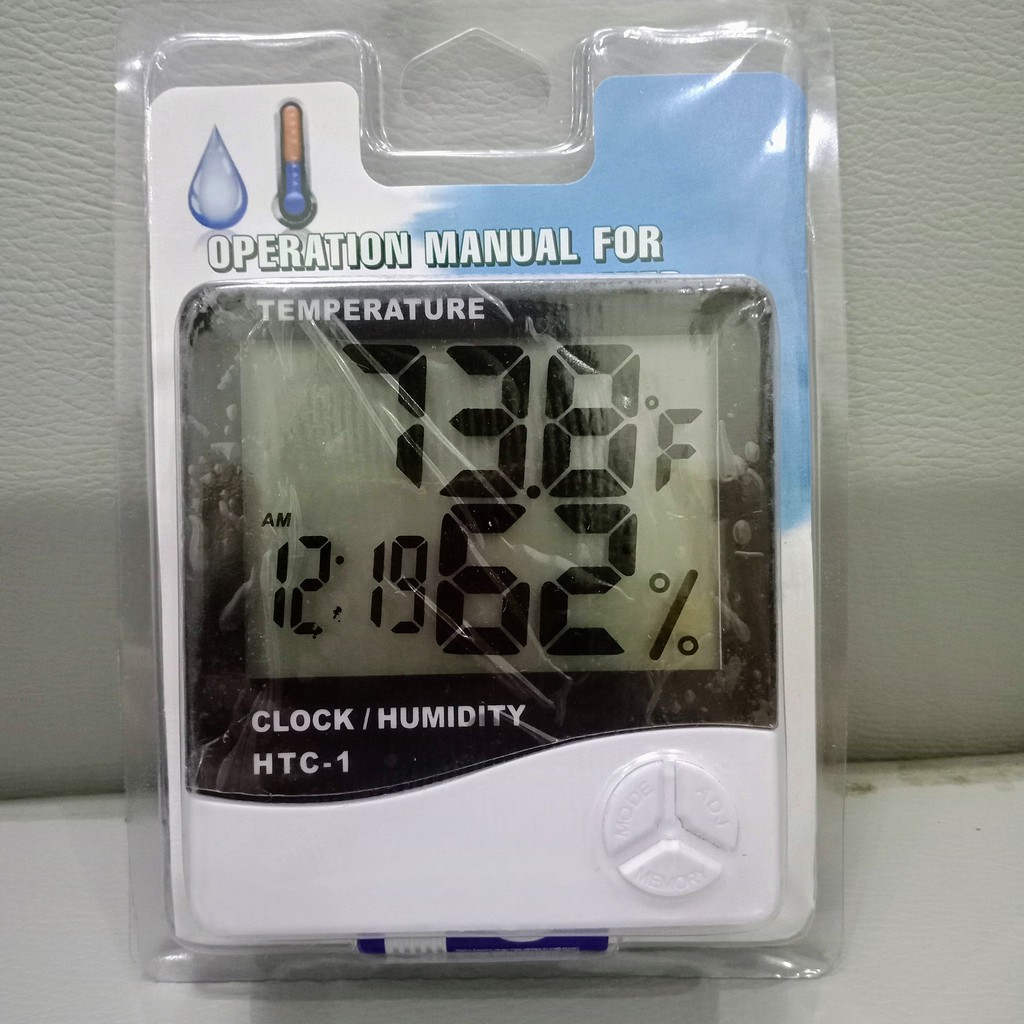 OPERATION MANUAL FOR
TEMPERATURE
73.8 °F
AM
12:19
62 %
CLOCK / HUMIDITY
HTC-1
MODE
ADJ
MEMORY